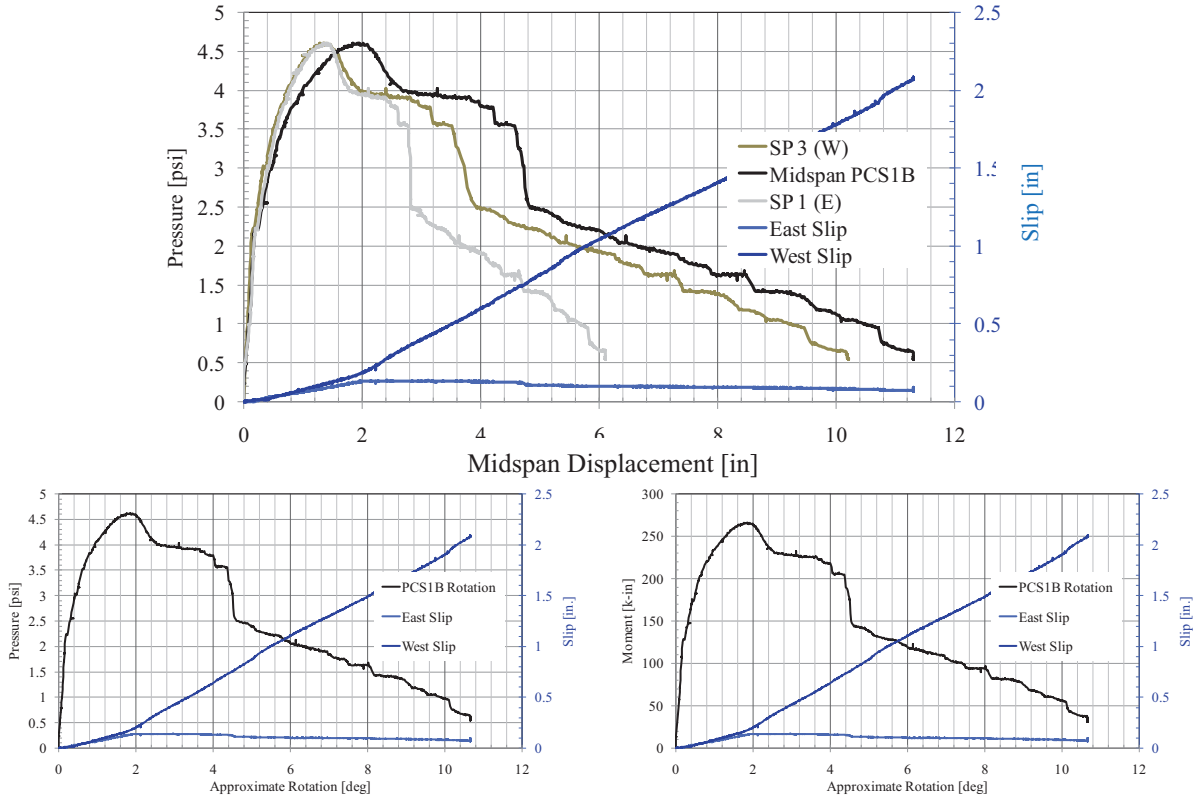 5
4.5
4
3.5
3
2.5
2
1.5
1
0.5
0
Pressure [psi]
2.5
2
1.5
1
0.5
0
Slip [in]
SP 3 (W)
Midspan PCS1B
SP 1 (E)
East Slip
West Slip
0 2 4 6 8 10 12
Midspan Displacement [in]
5
4.5
4
3.5
3
2.5
2
1.5
1
0.5
0
Pressure [psi]
2.5
2
1.5
1
0.5
0
Slip [in.]
PCS1B Rotation
East Slip
West Slip
0 2 4 6 8 10 12
Approximate Rotation [deg]
300
250
200
150
100
50
0
Moment [k-in]
2.5
2
1.5
1
0.5
0
Slip [in.]
PCS1B Rotation
East Slip
West Slip
0 2 4 6 8 10 12
Approximate Rotation [deg]